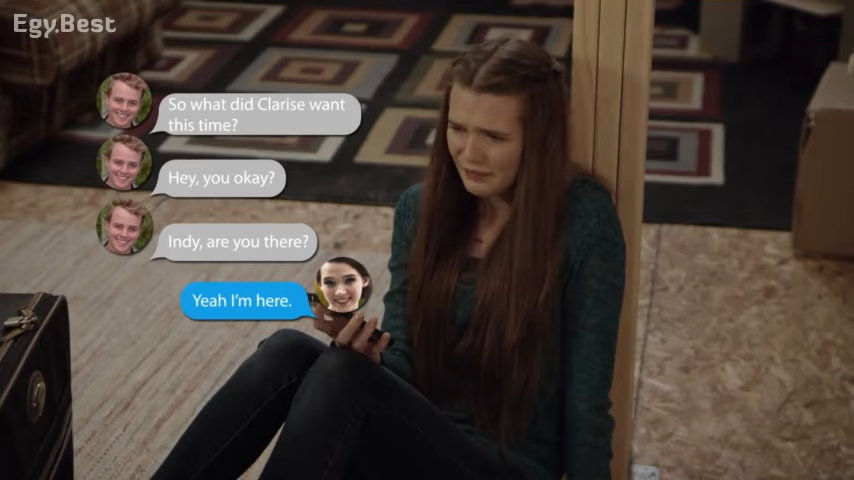 Egy.Best
So what did Clarise want
this time?
Hey, you okay?
Indy, are you there?
Yeah I'm here.